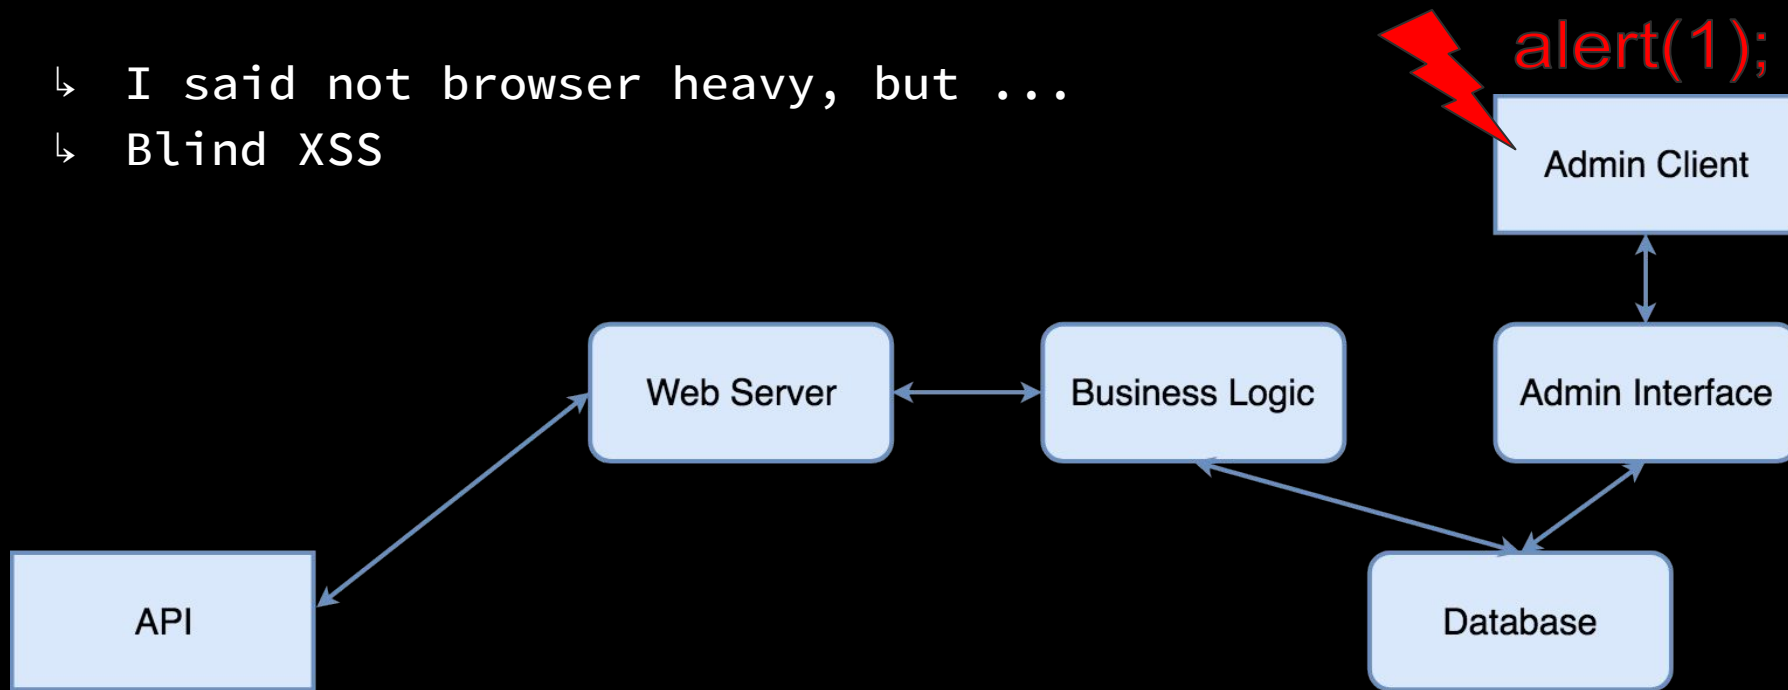 ↳ I said not browser heavy, but ...
↳ Blind XSS
alert(1);
Admin Client
Web Server
Business Logic
Admin Interface
API
Database